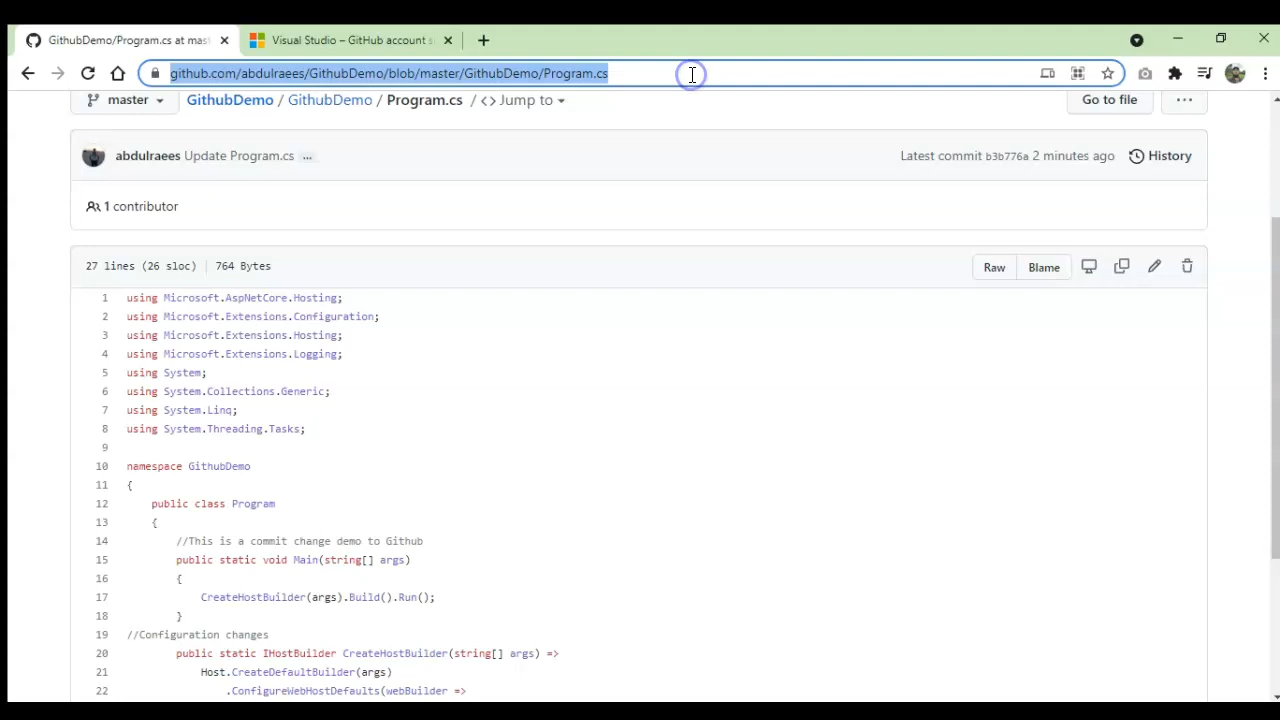 GithubDemo/Program.cs at mas
Visual Studio – GitHub account s
github.com/abdulraees/GithubDemo/blob/master/GithubDemo/Program.cs
master GithubDemo / GithubDemo / Program.cs / <> Jump to Go to file ...
abdulraees Update Program.cs ... Latest commit b3b776a 2 minutes ago History
1 contributor
27 lines (26 sloc) 764 Bytes Raw Blame
1 using Microsoft.AspNetCore.Hosting;
2 using Microsoft.Extensions.Configuration;
3 using Microsoft.Extensions.Hosting;
4 using Microsoft.Extensions.Logging;
5 using System;
6 using System.Collections.Generic;
7 using System.Linq;
8 using System.Threading.Tasks;
9
10 namespace GithubDemo
11 {
12 public class Program
13 {
14 //This is a commit change demo to Github
15 public static void Main(string[] args)
16 {
17 CreateHostBuilder(args).Build().Run();
18 }
19 //Configuration changes
20 public static IHostBuilder CreateHostBuilder(string[] args) =>
21 Host.CreateDefaultBuilder(args)
22 .ConfigureWebHostDefaults(webBuilder =>